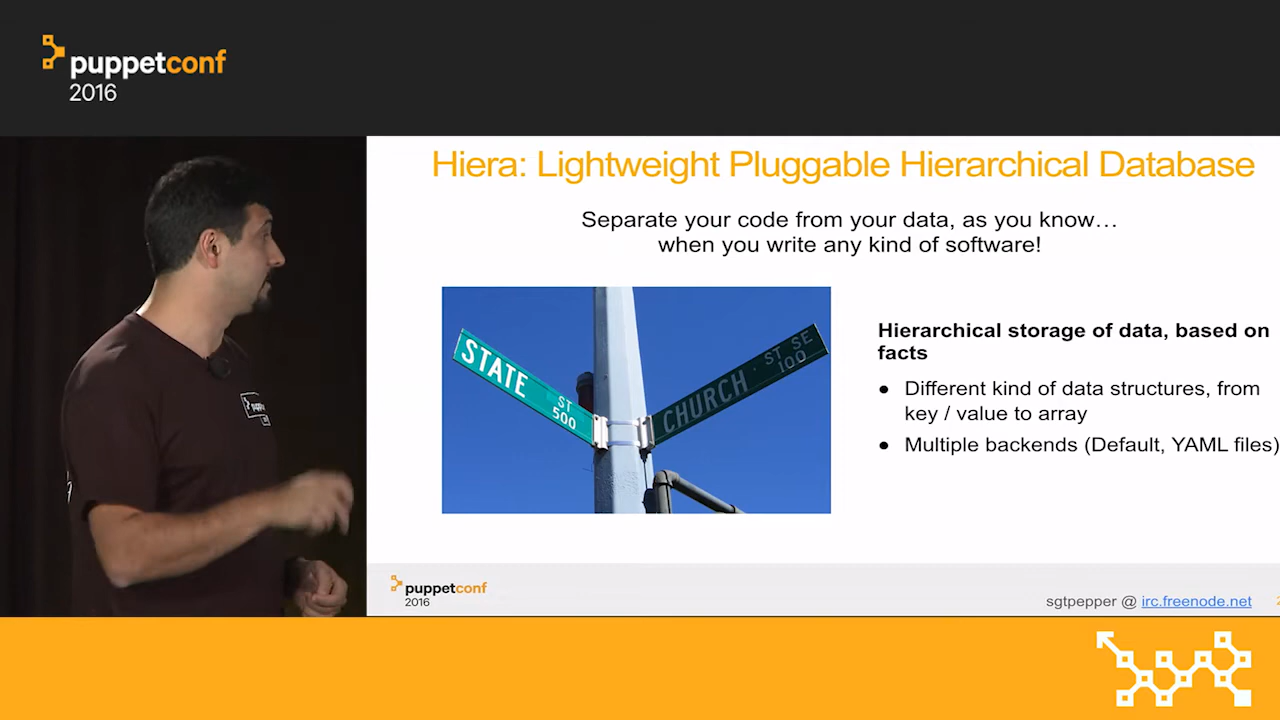 puppetconf
2016
Hiera: Lightweight Pluggable Hierarchical Database
Separate your code from your data, as you know…
when you write any kind of software!
STATE ST 500
CHURCH ST SE 100
Hierarchical storage of data, based on
facts
● Different kind of data structures, from
key / value to array
● Multiple backends (Default, YAML files)
puppetconf
2016
sgtpepper @ irc.freenode.net